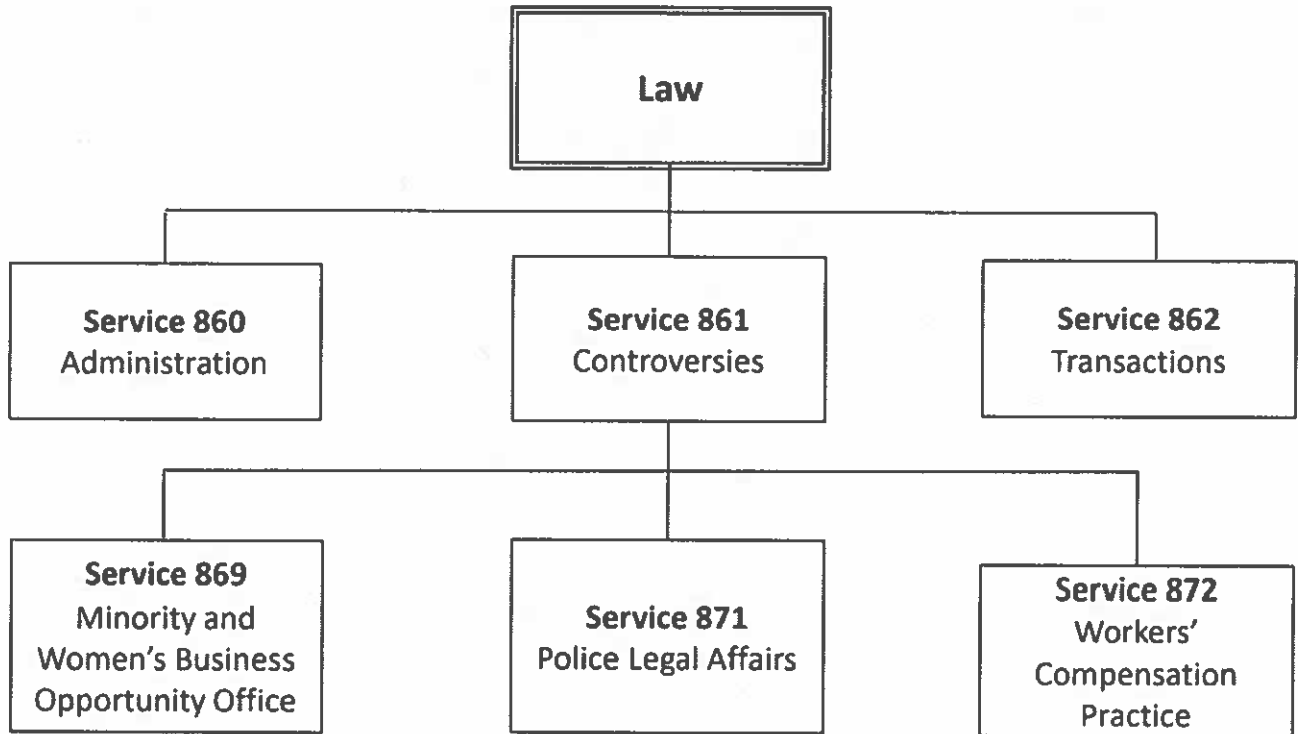 Law
Service 860
Administration
Service 861
Controversies
Service 862
Transactions
Service 869
Minority and
Women's Business
Opportunity Office
Service 871
Police Legal Affairs
Service 872
Workers'
Compensation
Practice